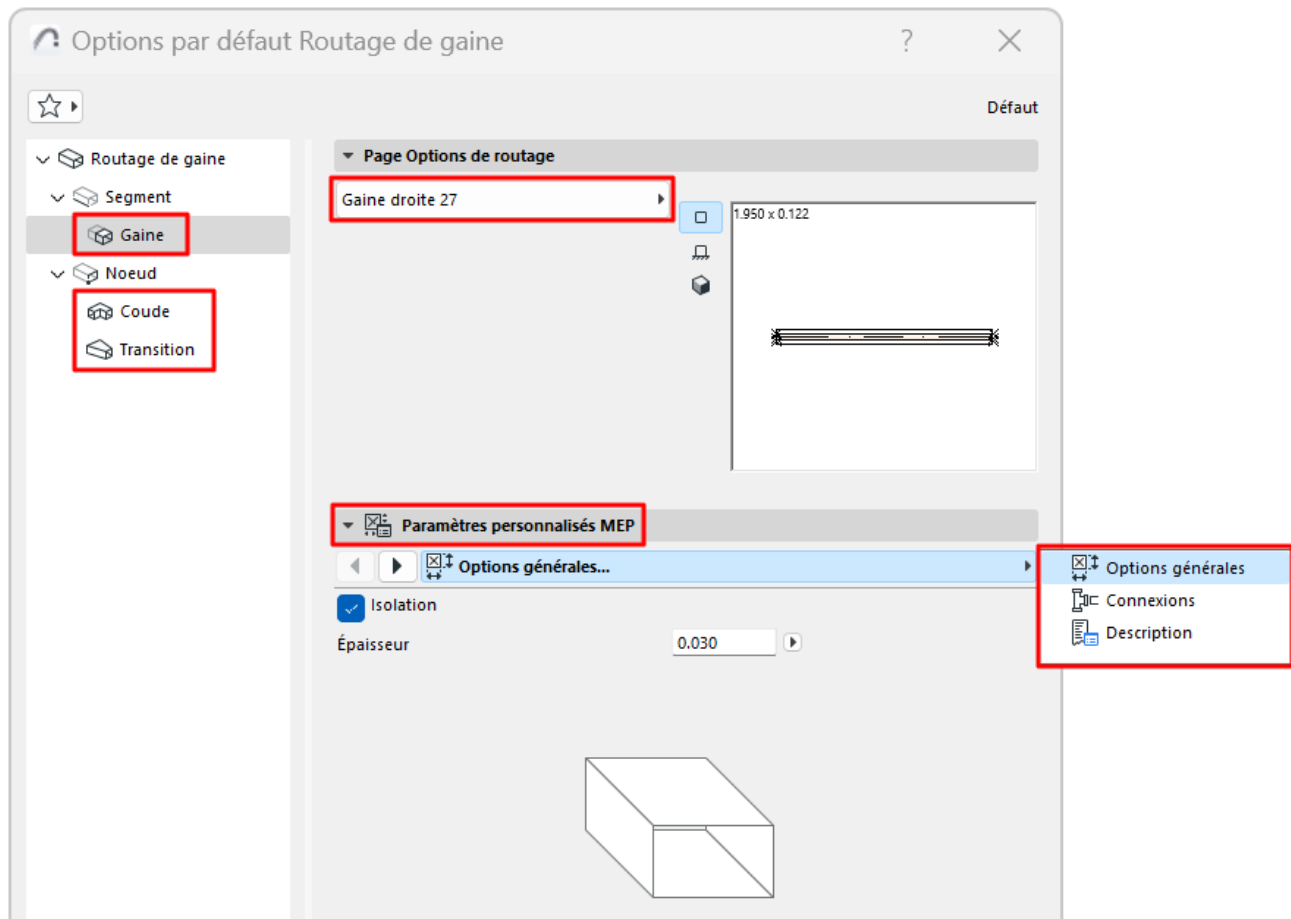 Options par défaut Routage de gaine
?
Défaut
Routage de gaine
Segment
Gaine
Noeud
Coude
Transition
Page Options de routage
Gaine droite 27
1.950 x 0.122
Paramètres personnalisés MEP
Options générales...
Isolation
Épaisseur 0.030
Options générales
Connexions
Description